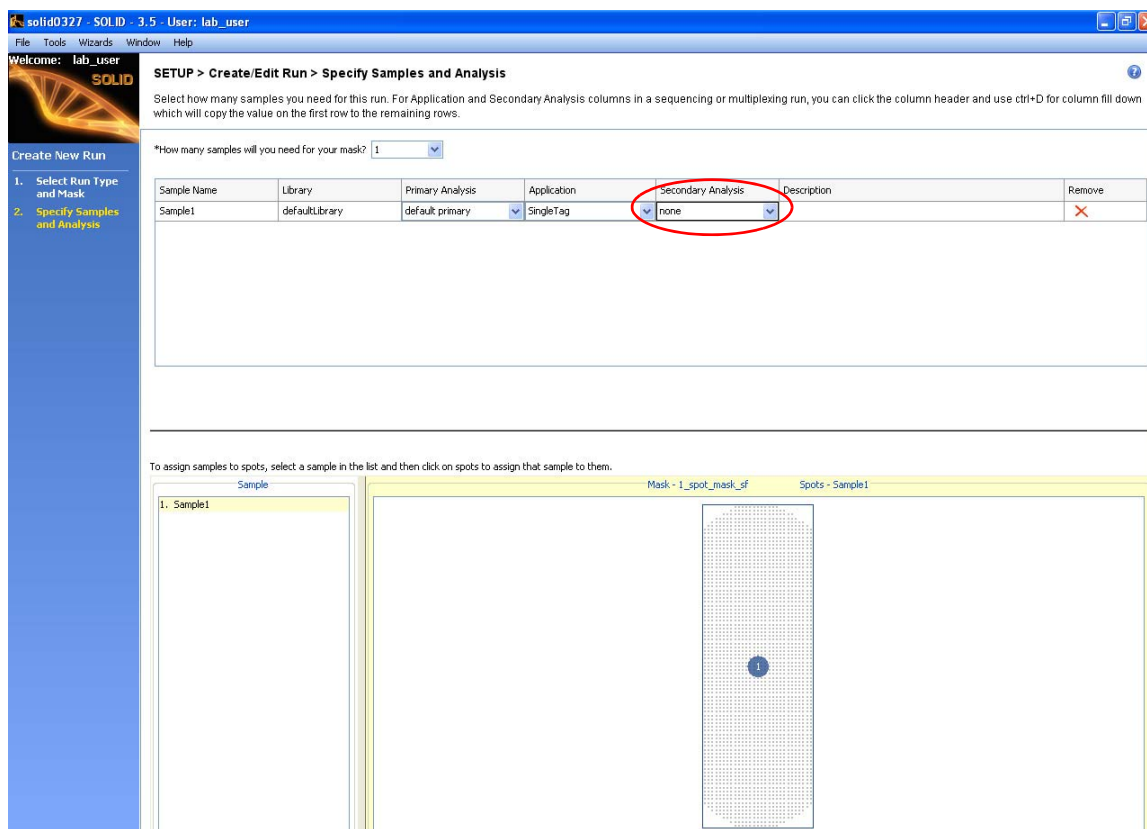 solid0327 - SOLID - 3.5 - User: lab_user
File Tools Wizards Window Help
Welcome: lab_user
SOLID
Create New Run
1. Select Run Type
and Mask
2. Specify Samples
and Analysis
SETUP > Create/Edit Run > Specify Samples and Analysis
Select how many samples you need for this run. For Application and Secondary Analysis columns in a sequencing or multiplexing run, you can click the column header and use ctrl+D for column fill down
which will copy the value on the first row to the remaining rows.
*How many samples will you need for your mask? 1
Sample Name Library Primary Analysis Application Secondary Analysis Description Remove
Sample1 defaultLibrary default primary SingleTag none
To assign samples to spots, select a sample in the list and then click on spots to assign that sample to them.
Sample
1. Sample1
Mask - 1_spot_mask_sf Spots - Sample1
1